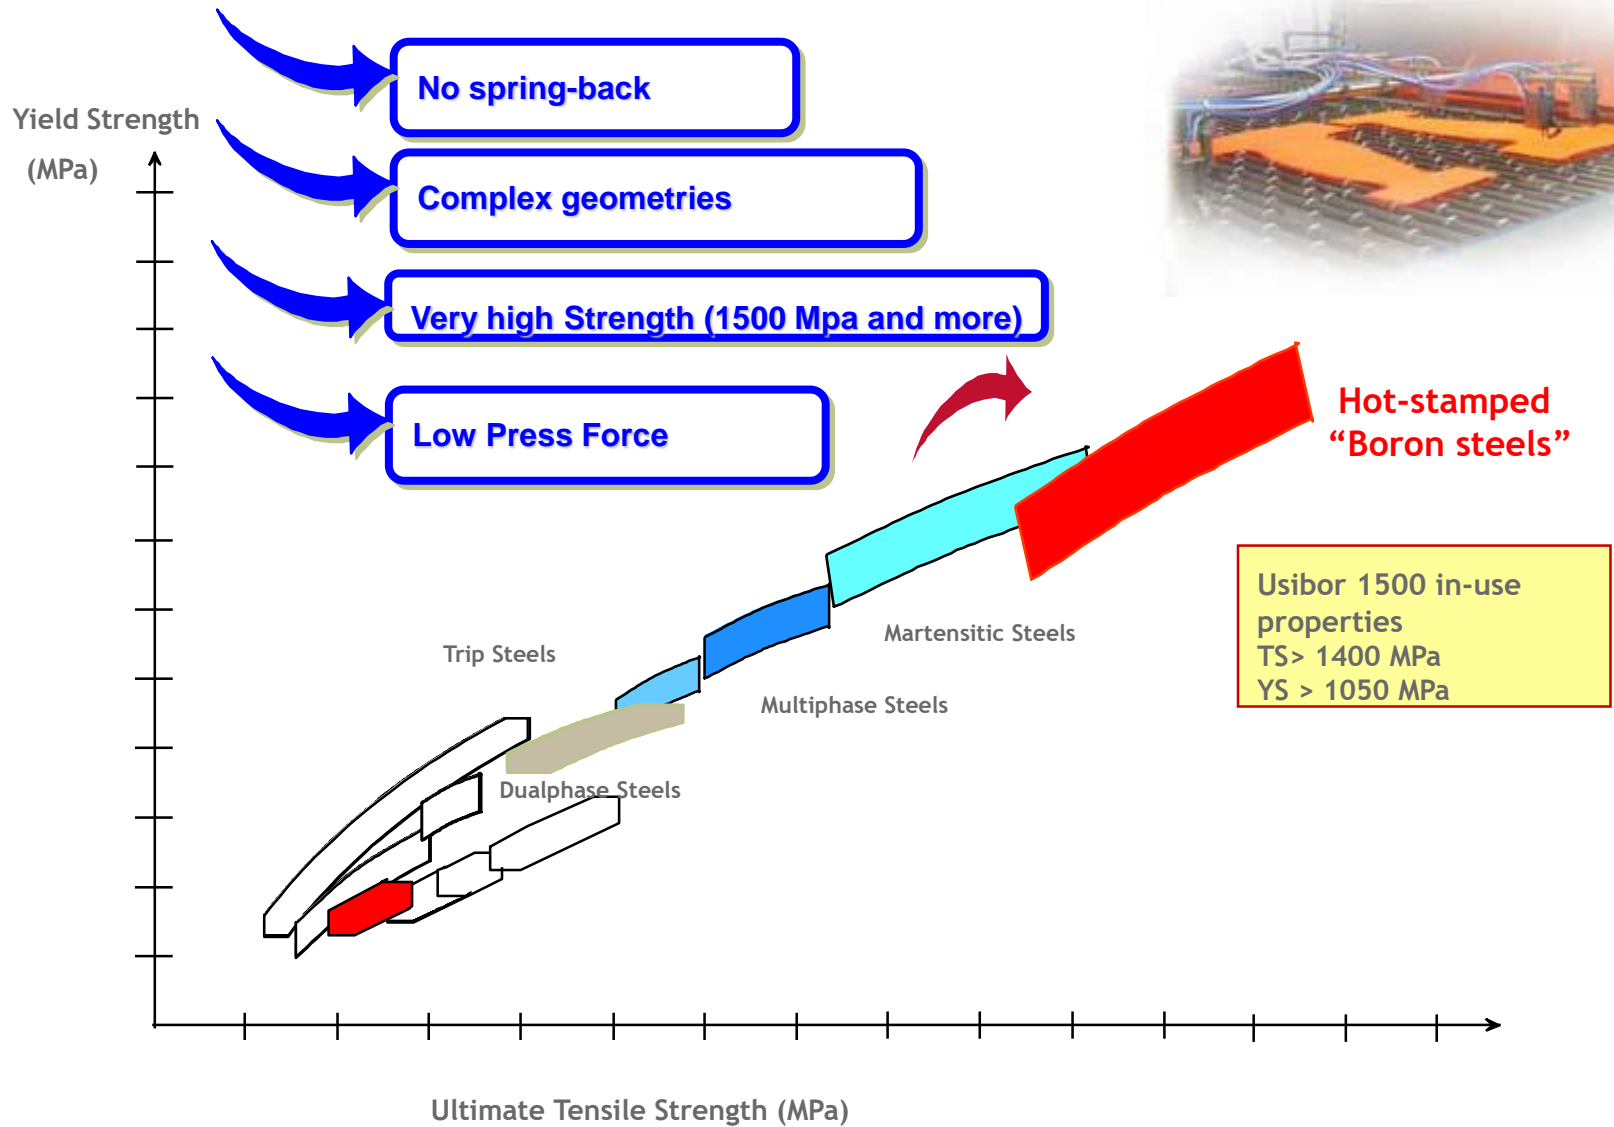 No spring-back
Yield Strength
(MPa)
Complex geometries
Very high Strength (1500 Mpa and more)
Low Press Force
Hot-stamped
“Boron steels”
Usibor 1500 in-use
properties
TS> 1400 MPa
YS > 1050 MPa
Martensitic Steels
Trip Steels
Multiphase Steels
Dualphase Steels
Ultimate Tensile Strength (MPa)